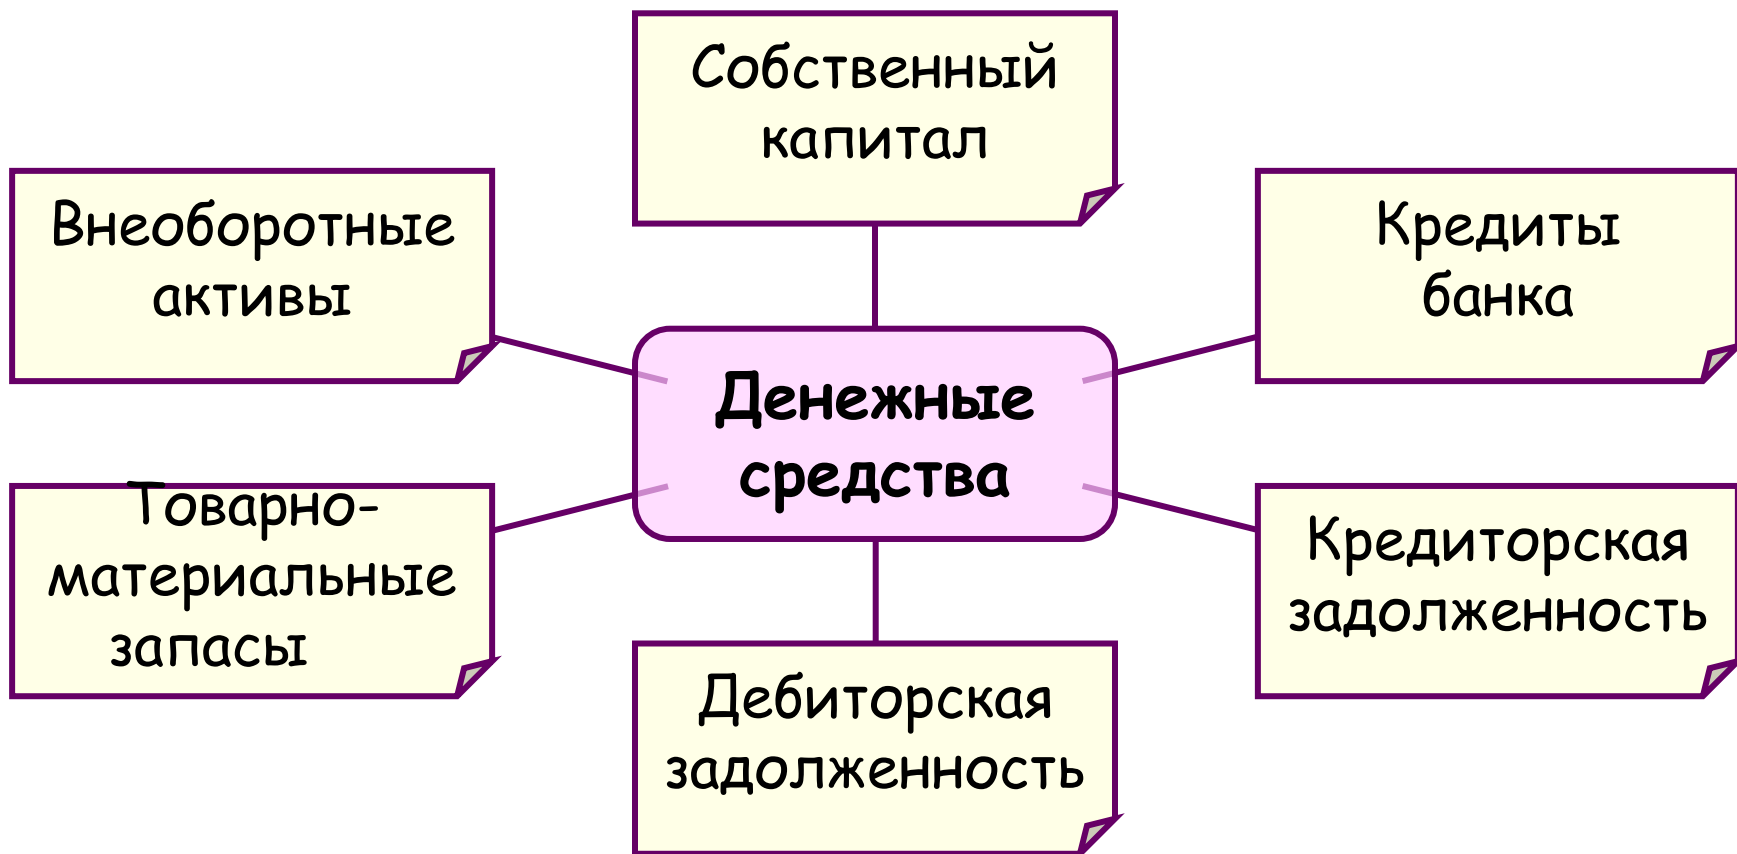 Собственный
капитал
Внеоборотные
активы
Кредиты
банка
Денежные
средства
Товарно-
материальные
запасы
Кредиторская
задолженность
Дебиторская
задолженность